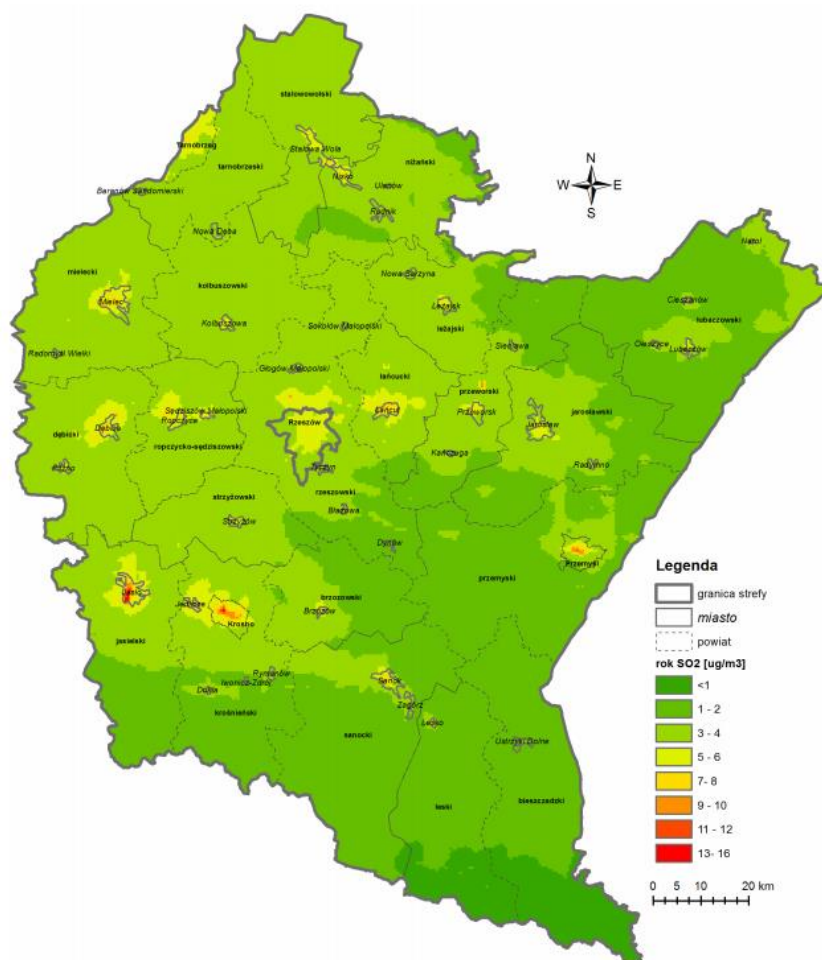 stalowowolski
Tarnobrzeg
Stalowa Wola
niżański
tarnobrzeski
Nisko
Ulanów
Baranów Sandomierski
Rudnik
N
W E
S
Nowa Dęba
Narol
mielecki
kolbuszowski
Nowa Sarzyna
Cieszanów
Mielec
Leżajsk
lubaczowski
Kolbuszowa
Sokołów Małopolski
leżajski
Oleszyce
Lubaczów
Radomyśl Wielki
Sieniawa
Głogów Małopolski
łańcucki
przeworski
Sędziszów Małopolski
Łańcut
Przeworsk
jarosławski
Ropczyce
Rzeszów
Jarosław
dębicki
Dębica
ropczycko-sędziszowski
Kańczuga
Radymno
Pilzno
Tyczyn
strzyżowski
rzeszowski
Błażowa
Strzyżów
Dynów
Przemyśl
przemyski
Jasło
Jedlicze
Krosno
brzozowski
Brzozów
jasielski
Rymanów
Iwonicz-Zdrój
Dukla
Sanok
Zagórz
krośnieński
Lesko
sanocki
Ustrzyki Dolne
leski
bieszczadzki
Legenda
granica strefy
miasto
powiat
rok SO2 [ug/m3]
<1
1 - 2
3 - 4
5 - 6
7 - 8
9 - 10
11 - 12
13 - 16
0 5 10 20 km